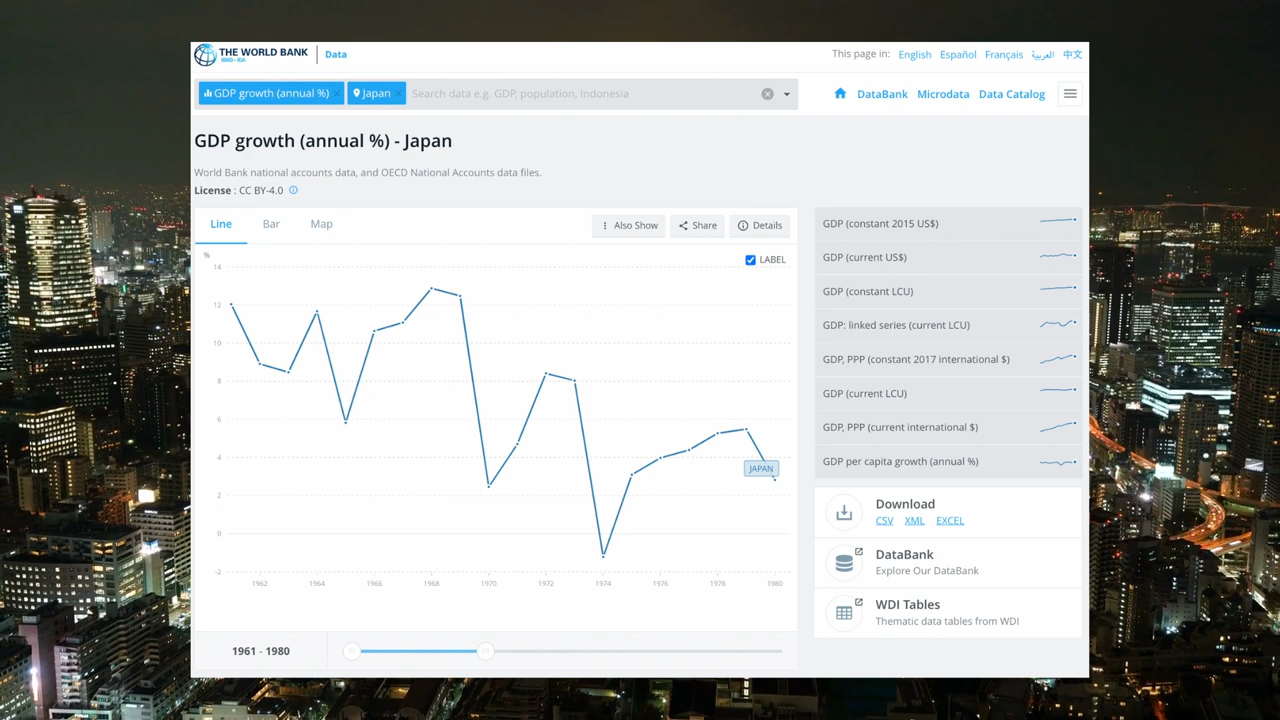 THE WORLD BANK
IBRD • IDA
Data
This page in: English Español Français العربية 中文
GDP growth (annual %) × Japan × Search data e.g. GDP, population, Indonesia
DataBank Microdata Data Catalog
GDP growth (annual %) - Japan
World Bank national accounts data, and OECD National Accounts data files.
License : CC BY-4.0
Line Bar Map
Also Show Share Details
%
LABEL
14
12
10
8
6
4
2
0
-2
JAPAN
1962 1964 1966 1968 1970 1972 1974 1976 1978 1980
1961 - 1980
GDP (constant 2015 US$)
GDP (current US$)
GDP (constant LCU)
GDP: linked series (current LCU)
GDP, PPP (constant 2017 international $)
GDP (current LCU)
GDP, PPP (current international $)
GDP per capita growth (annual %)
Download
CSV XML EXCEL
DataBank
Explore Our DataBank
WDI Tables
Thematic data tables from WDI